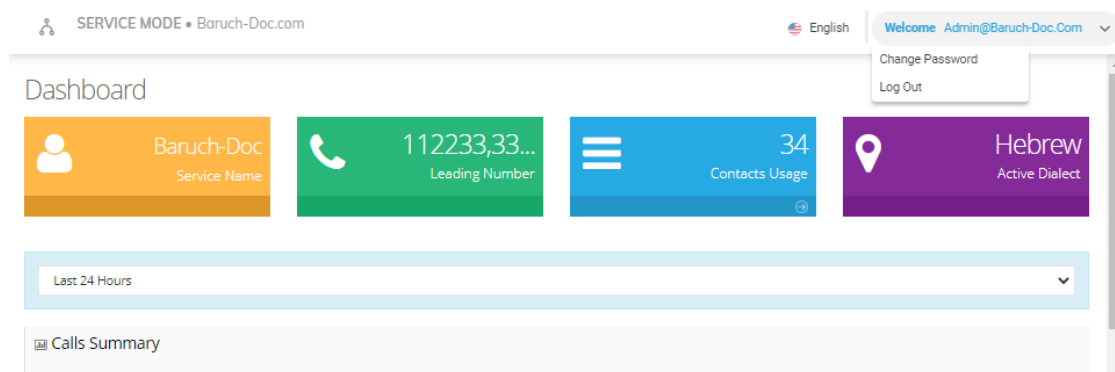 SERVICE MODE • Baruch-Doc.com
English
Welcome Admin@Baruch-Doc.Com
Change Password
Log Out
Dashboard
Baruch-Doc
Service Name
112233,33...
Leading Number
34
Contacts Usage
Hebrew
Active Dialect
Last 24 Hours
Calls Summary